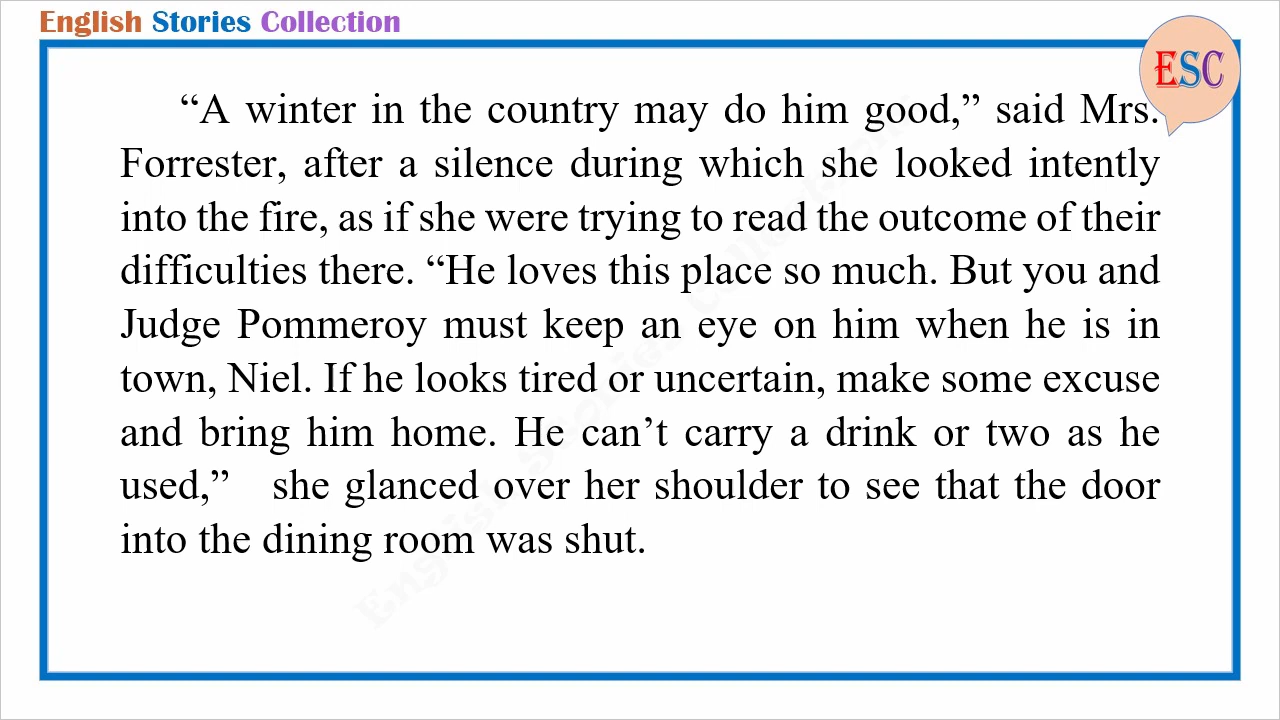 English Stories Collection
ESC
“A winter in the country may do him good,” said Mrs.
Forrester, after a silence during which she looked intently
into the fire, as if she were trying to read the outcome of their
difficulties there. “He loves this place so much. But you and
Judge Pommeroy must keep an eye on him when he is in
town, Niel. If he looks tired or uncertain, make some excuse
and bring him home. He can’t carry a drink or two as he
used,” she glanced over her shoulder to see that the door
into the dining room was shut.
English Stories Collection